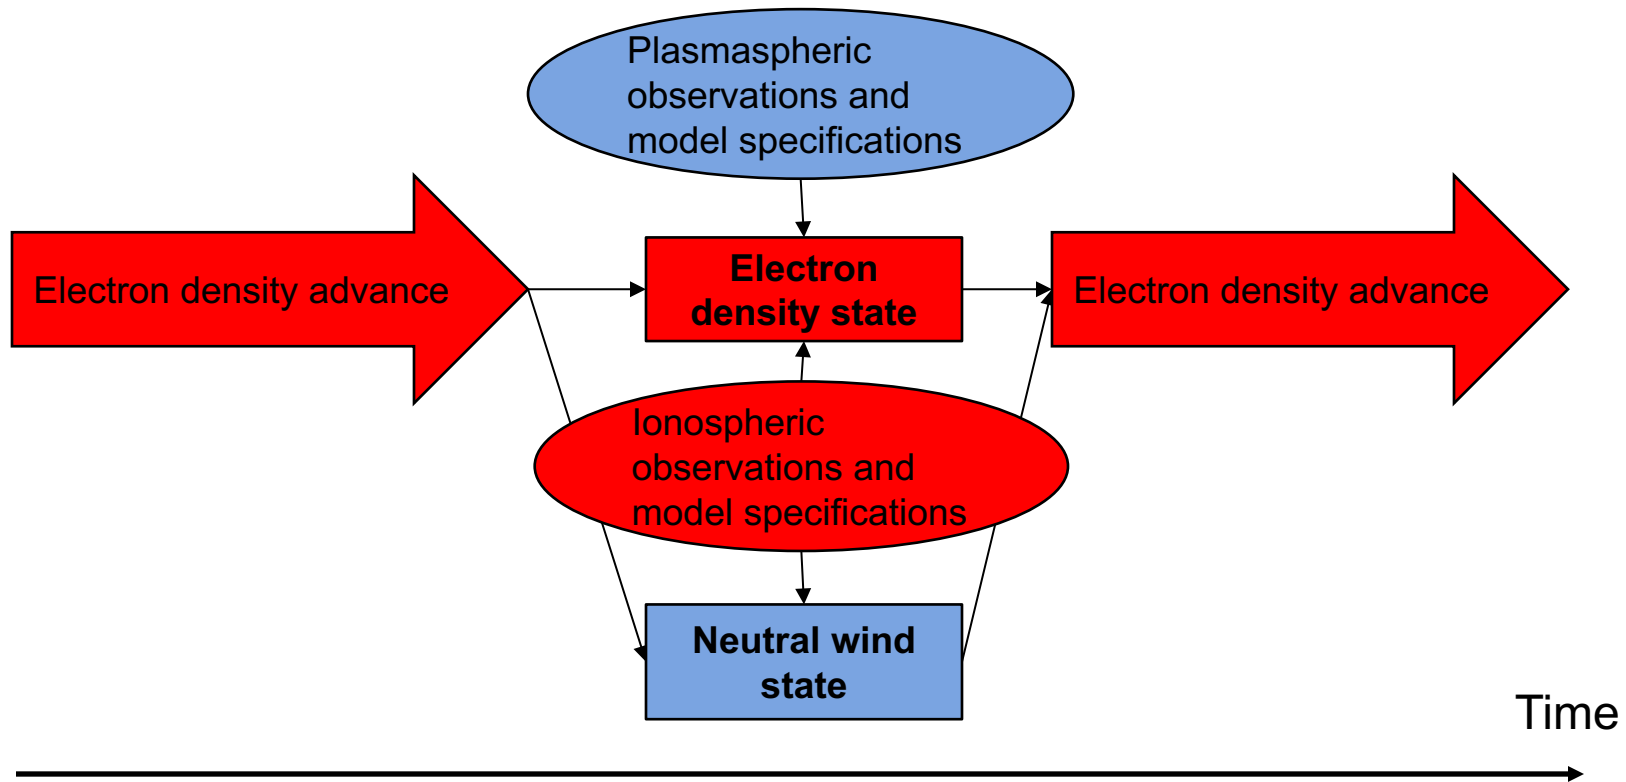 Plasmaspheric
observations and
model specifications
Electron density advance
Electron
density state
Electron density advance
Ionospheric
observations and
model specifications
Neutral wind
state
Time